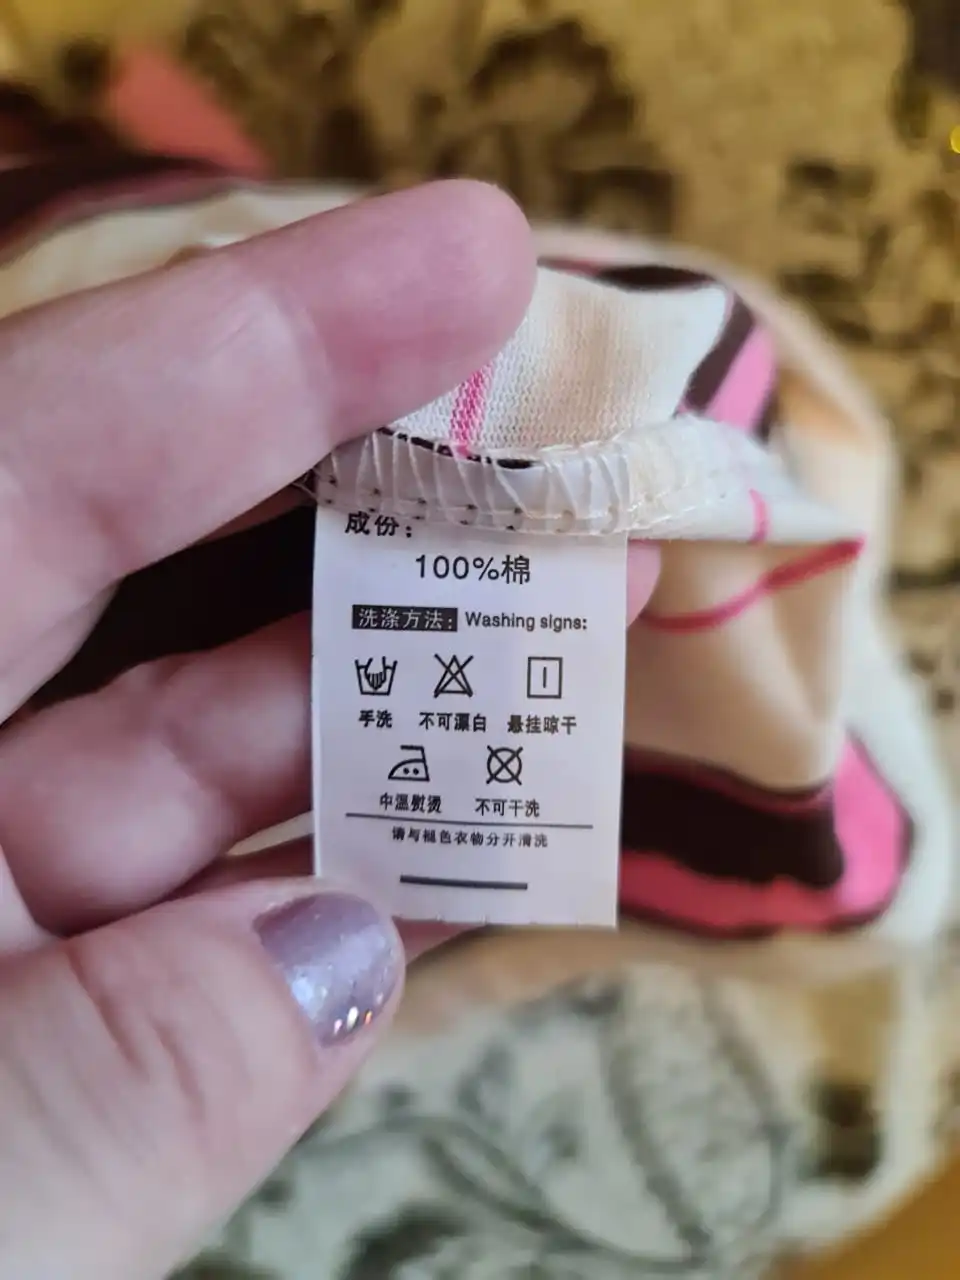 成份：
100%棉
洗涤方法： Washing signs:
手洗 不可漂白 悬挂晾干
中温熨烫 不可干洗
请与褪色衣物分开清洗